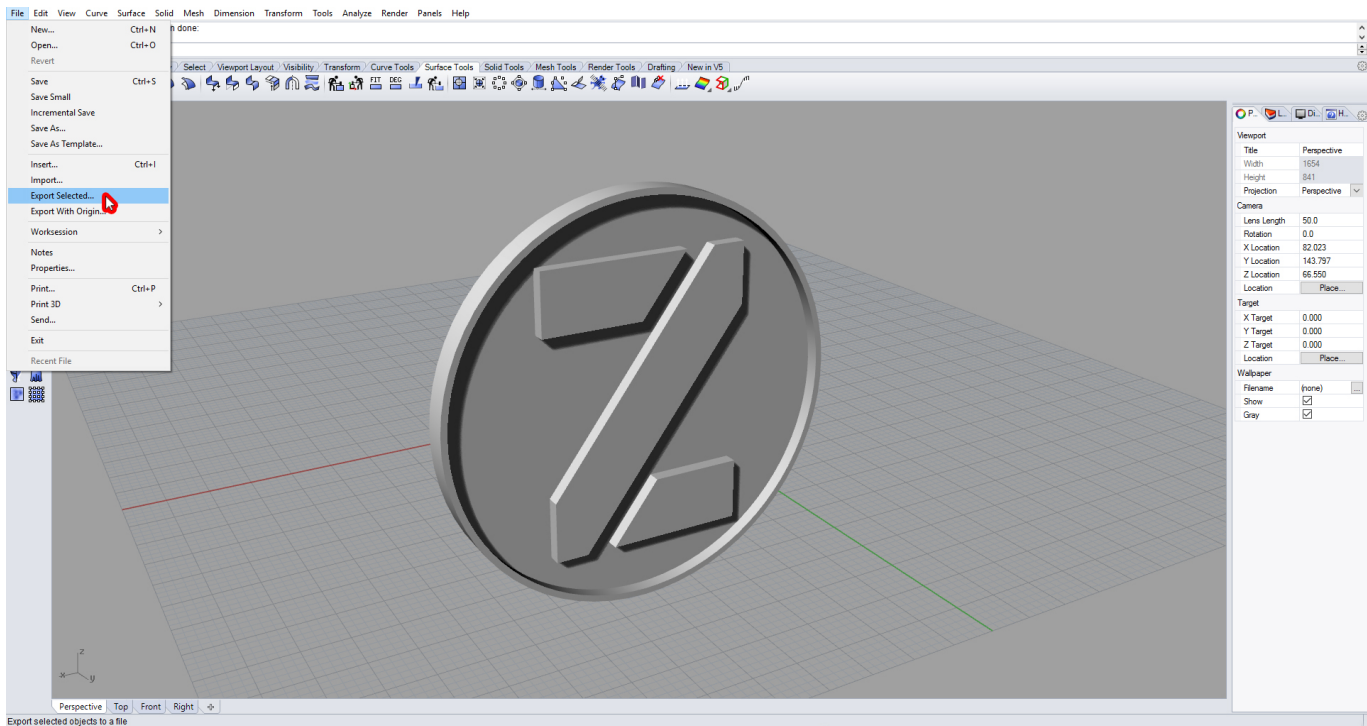 File Edit View Curve Surface Solid Mesh Dimension Transform Tools Analyze Render Panels Help
New... Ctrl+N
Open... Ctrl+O
Revert
Save Ctrl+S
Save Small
Incremental Save
Save As...
Save As Template...
Insert... Ctrl+I
Import...
Export Selected...
Export With Origin...
Worksession >
Notes
Properties...
Print... Ctrl+P
Print 3D >
Send...
Exit
Recent File
done:
Select Viewport Layout Visibility Transform Curve Tools Surface Tools Solid Tools Mesh Tools Render Tools Drafting New in V5
FIT DEG
P... L... Di... H...
Viewport
Title Perspective
Width 1654
Height 841
Projection Perspective
Camera
Lens Length 50.0
Rotation 0.0
X Location 82.023
Y Location 143.797
Z Location 66.550
Location Place...
Target
X Target 0.000
Y Target 0.000
Z Target 0.000
Location Place...
Wallpaper
Filename (none) ...
Show
Gray
z
x
y
Perspective Top Front Right
Export selected objects to a file